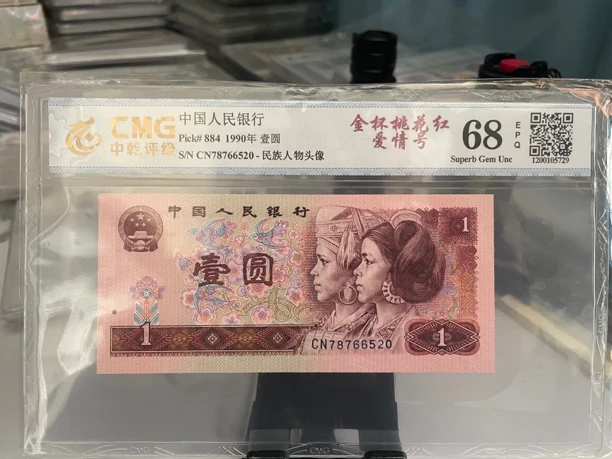 CMG
中乾评级
中国人民银行
Pick# 884 1990年 壹圆
S/N CN78766520 - 民族人物头像
金杯桃花红
爱情号
68
EPQ
Superb Gem Unc
1200105729
中国人民银行
壹圆
1
1
CN78766520
1
CMG
CMG